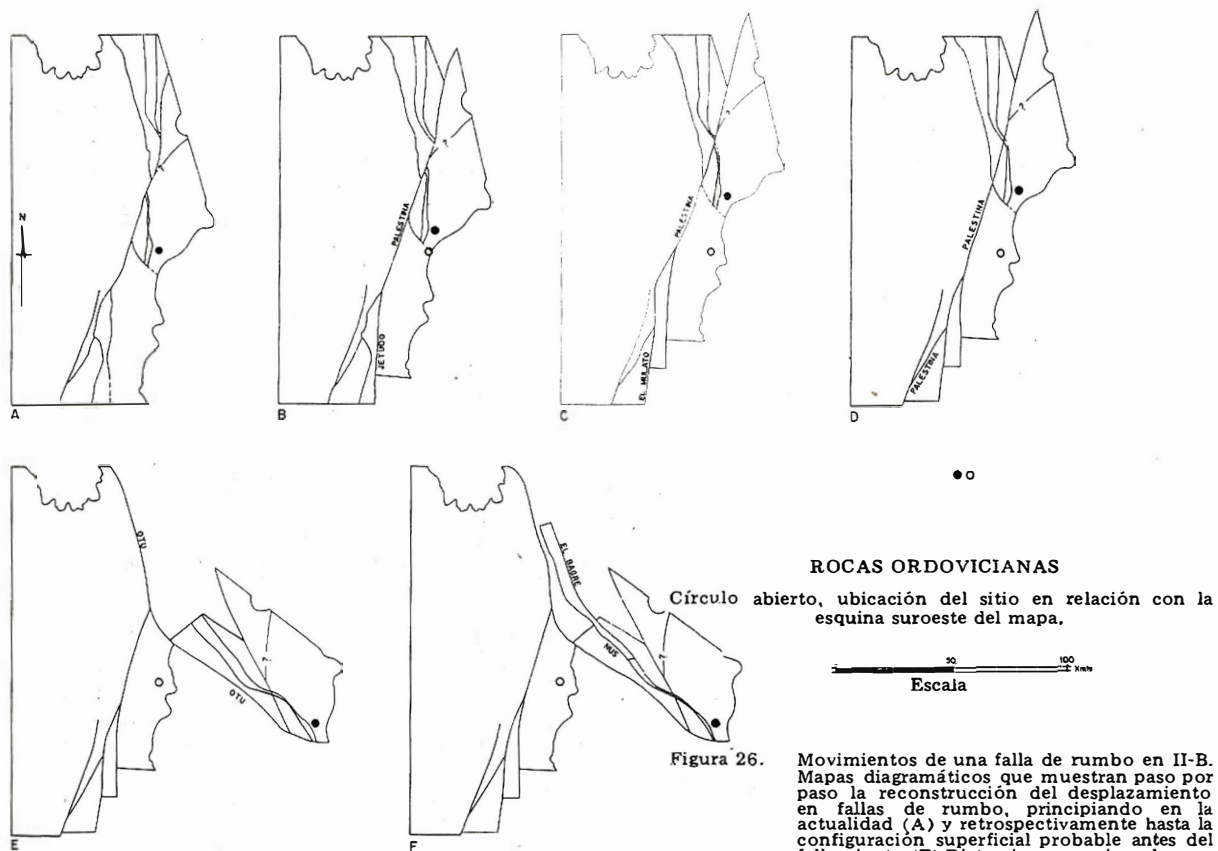 N
A
PALESTINA
JETUDO
B
?
PALESTINA
EL MULATO
C
?
PALESTINA
PALESTINA
D
OTU
OTU
?
E
EL BAGRE
MUS
?
F
ROCAS ORDOVICIANAS
Círculo abierto, ubicación del sitio en relación con la
esquina suroeste del mapa.
50 100
Kmts
Escala
Figura 26. Movimientos de una falla de rumbo en II-B.
Mapas diagramáticos que muestran paso por
paso la reconstrucción del desplazamiento
en fallas de rumbo, principiando en la
actualidad (A) y retrospectivamente hasta la
configuración superficial probable antes del